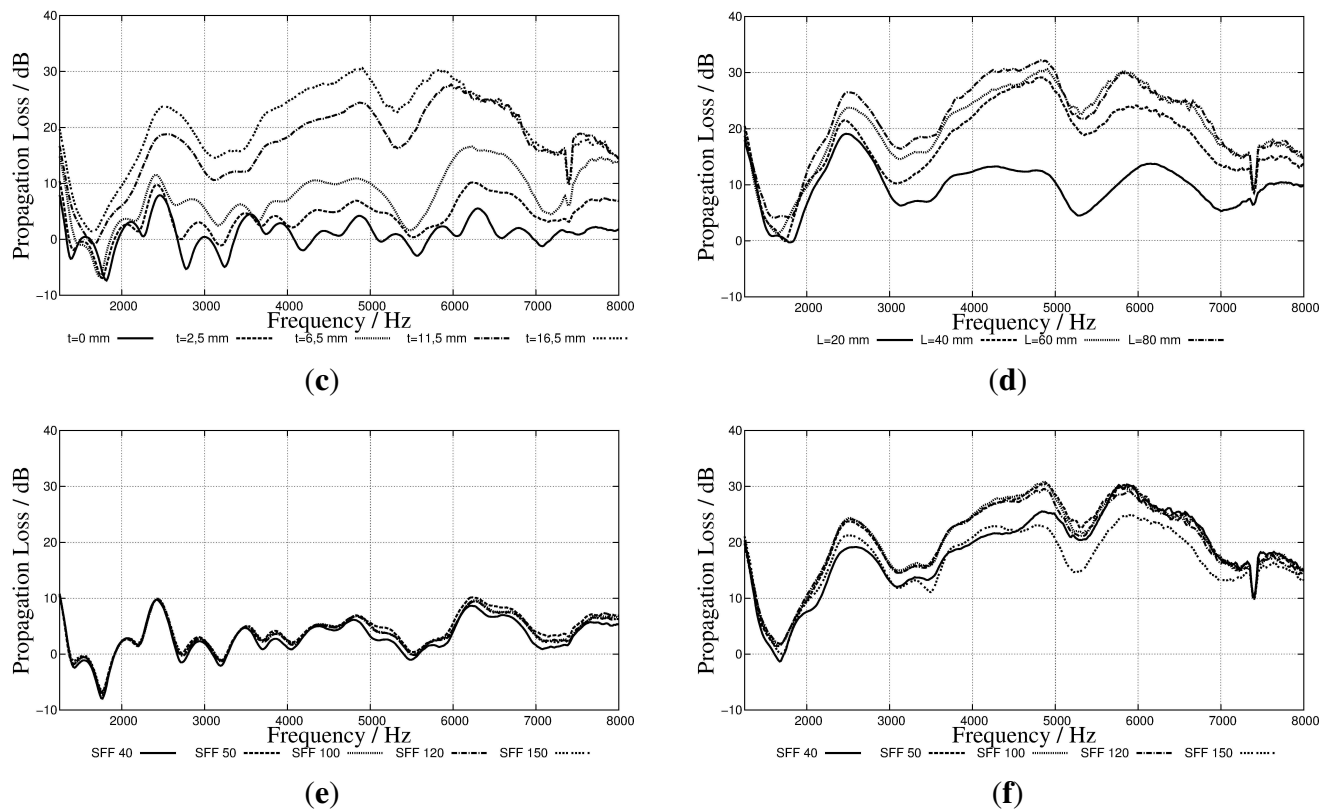 40
30
20
10
0
−10
Propagation Loss / dB
2000 3000 4000 5000 6000 7000 8000
Frequency / Hz
t=0 mm t=2,5 mm t=6,5 mm t=11,5 mm t=16,5 mm
(c)
40
30
20
10
0
−10
Propagation Loss / dB
2000 3000 4000 5000 6000 7000 8000
Frequency / Hz
L=20 mm L=40 mm L=60 mm L=80 mm
(d)
40
30
20
10
0
−10
Propagation Loss / dB
2000 3000 4000 5000 6000 7000 8000
Frequency / Hz
SFF 40 SFF 50 SFF 100 SFF 120 SFF 150
(e)
40
30
20
10
0
−10
Propagation Loss / dB
2000 3000 4000 5000 6000 7000 8000
Frequency / Hz
SFF 40 SFF 50 SFF 100 SFF 120 SFF 150
(f)